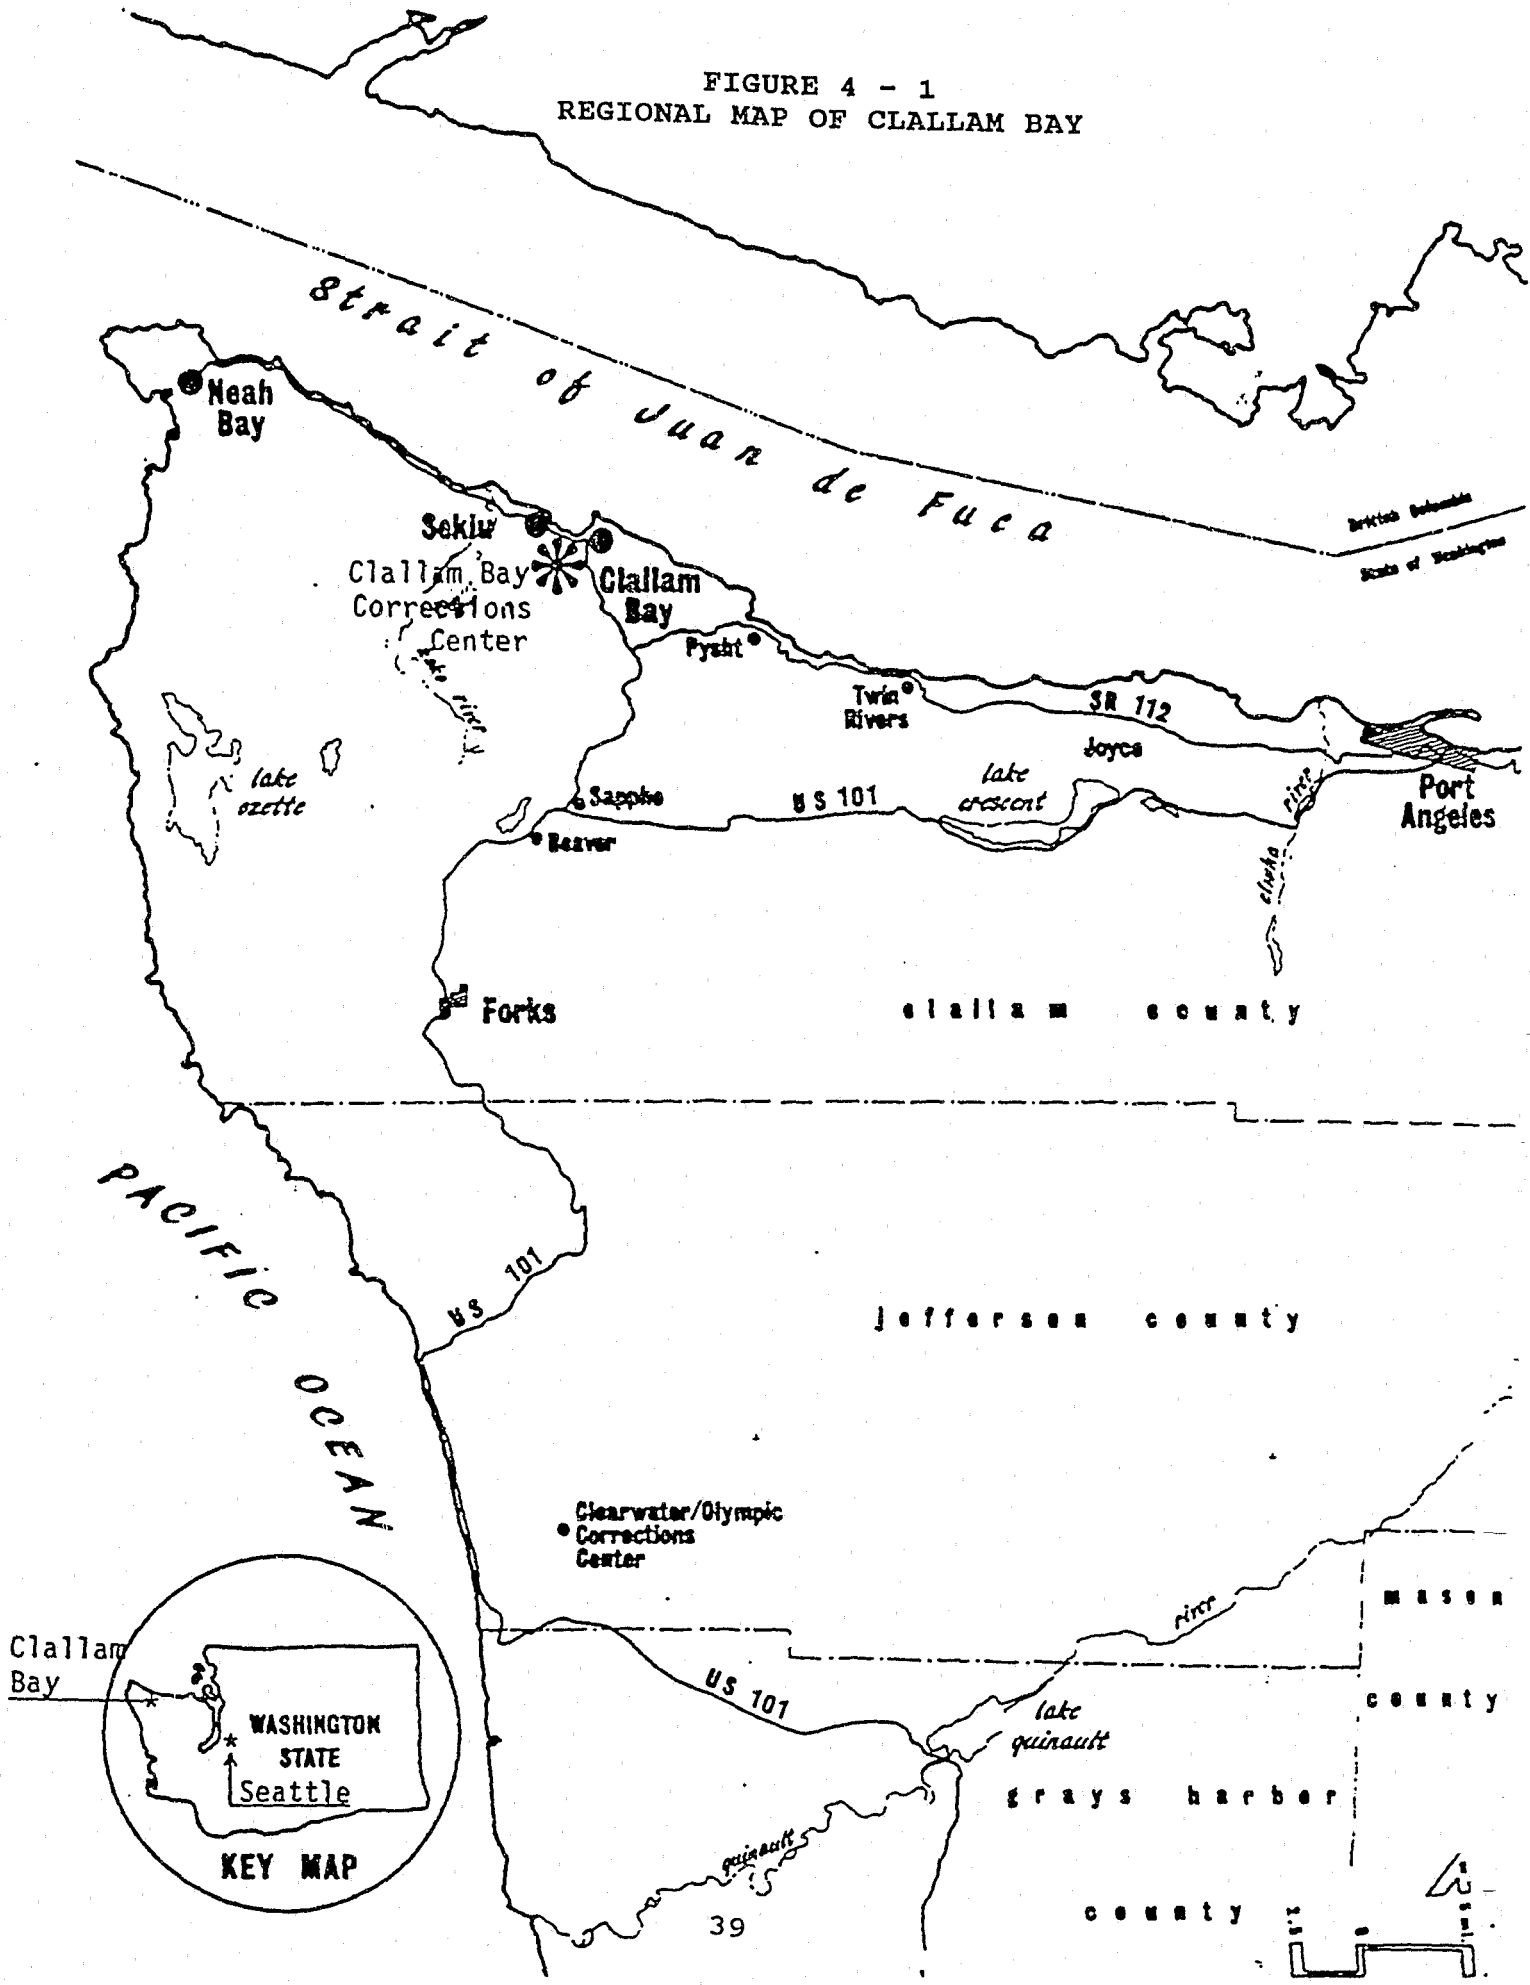 FIGURE 4 - 1
REGIONAL MAP OF CLALLAM BAY
Strait of Juan de Fuca
British Columbia
State of Washington
Neah
Bay
Sekiu
Clallam Bay
Corrections
Center
Clallam
Bay
Pysht
Twin
Rivers
SR 112
Joyce
Port
Angeles
river
lake
ozette
Sappho
US 101
lake
crescent
river
elwha
Beaver
Forks
clallam county
PACIFIC OCEAN
US 101
jefferson county
Clearwater/Olympic
Corrections
Center
river
mason
county
US 101
lake
quinault
grays harbor
county
quinault
Clallam
Bay
WASHINGTON
STATE
Seattle
KEY MAP
39
2.5 0